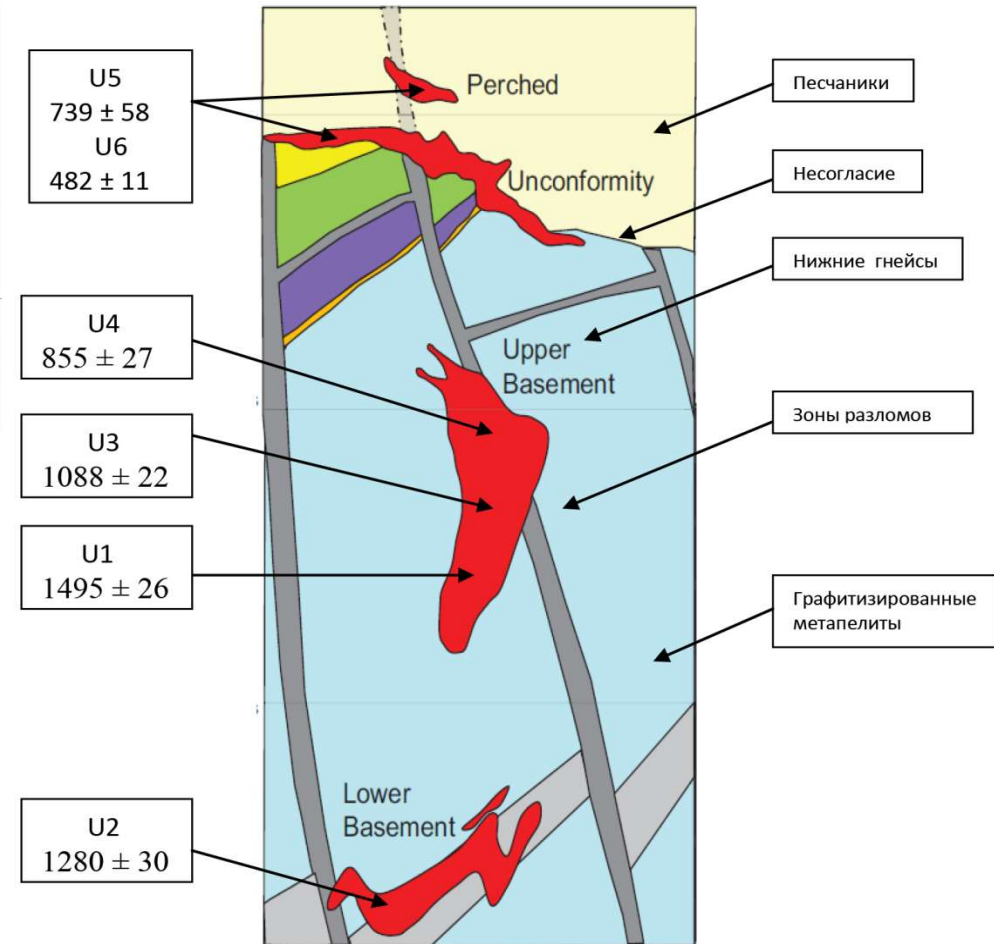 U5
739 ± 58
U6
482 ± 11
U4
855 ± 27
U3
1088 ± 22
U1
1495 ± 26
U2
1280 ± 30
Perched
Unconformity
Upper
Basement
Lower
Basement
Песчаники
Несогласие
Нижние гнейсы
Зоны разломов
Графитизированные
метапелиты